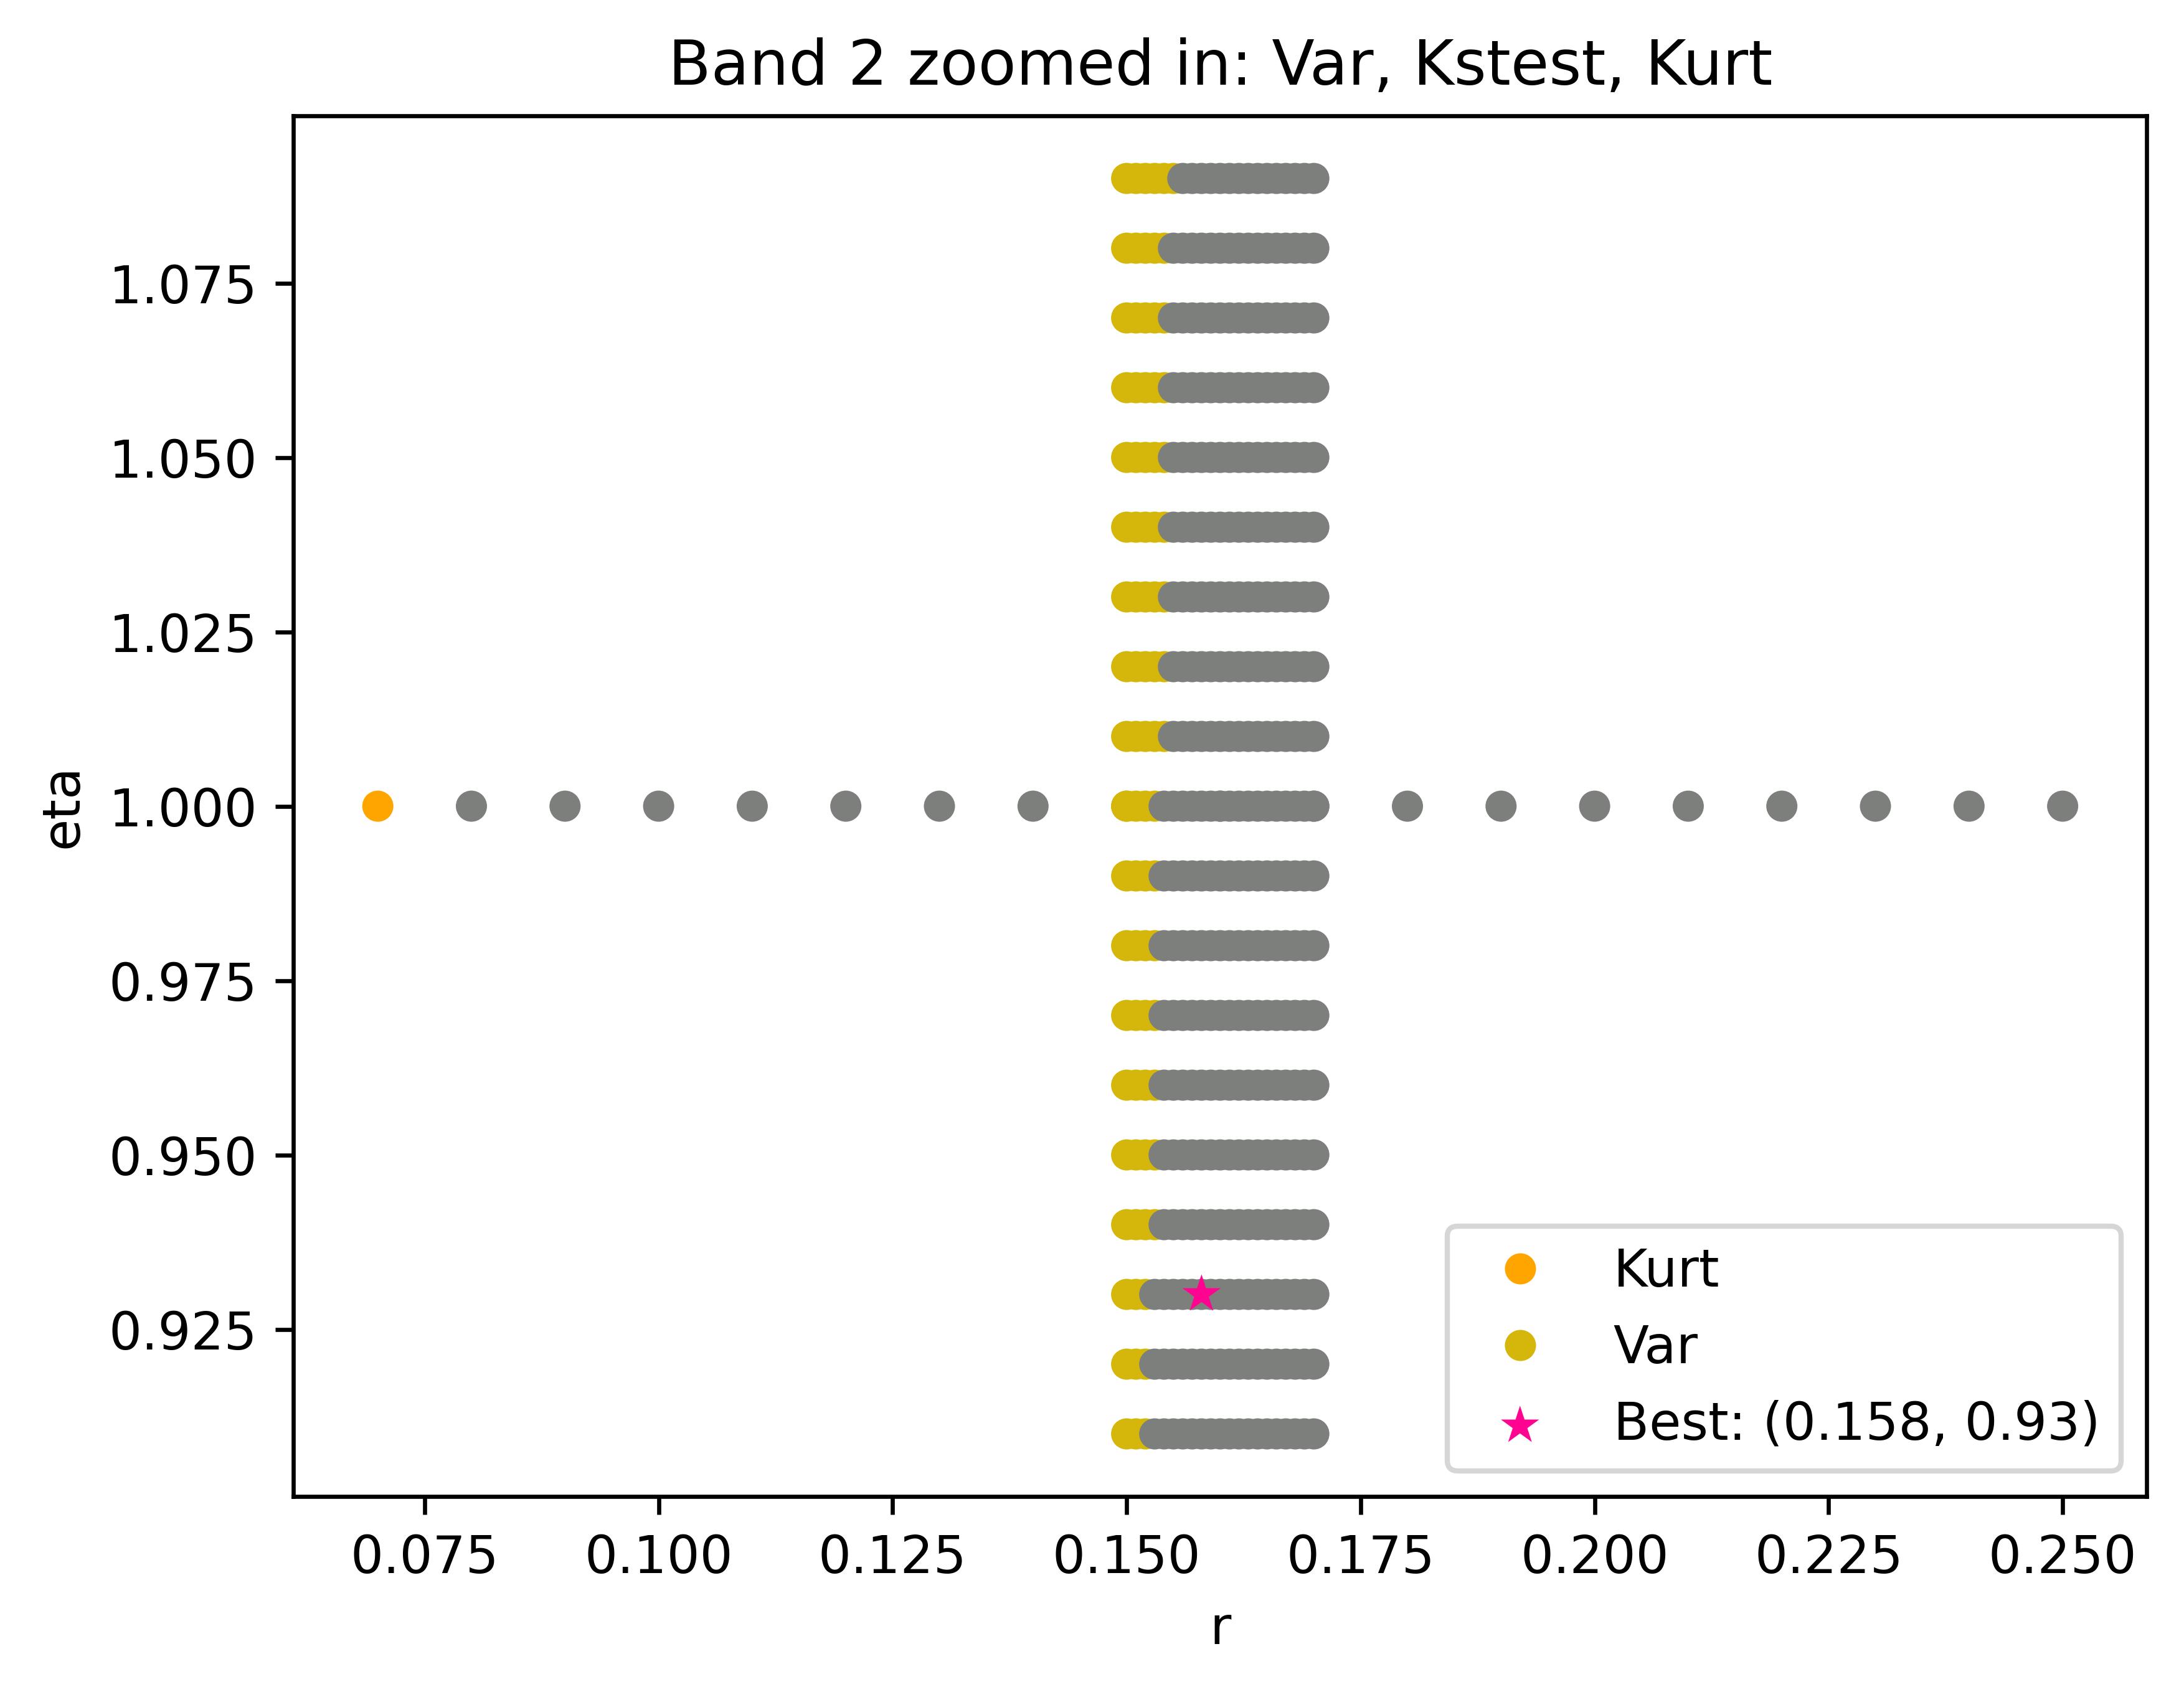 Band 2 zoomed in: Var, Kstest, Kurt
1.075
1.050
1.025
1.000
0.975
0.950
0.925
eta
Kurt
Var
Best: (0.158, 0.93)
0.075 0.100 0.125 0.150 0.175 0.200 0.225 0.250
r